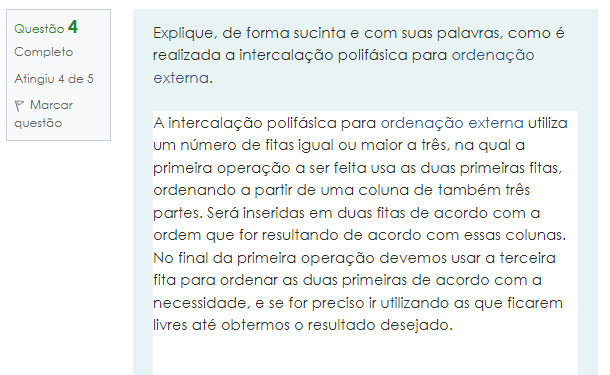 Questão 4
Completo
Atingiu 4 de 5
Marcar
questão
Explique, de forma sucinta e com suas palavras, como é
realizada a intercalação polifásica para ordenação
externa.
A intercalação polifásica para ordenação externa utiliza
um número de fitas igual ou maior a três, na qual a
primeira operação a ser feita usa as duas primeiras fitas,
ordenando a partir de uma coluna de também três
partes. Será inseridas em duas fitas de acordo com a
ordem que for resultando de acordo com essas colunas.
No final da primeira operação devemos usar a terceira
fita para ordenar as duas primeiras de acordo com a
necessidade, e se for preciso ir utilizando as que ficarem
livres até obtermos o resultado desejado.